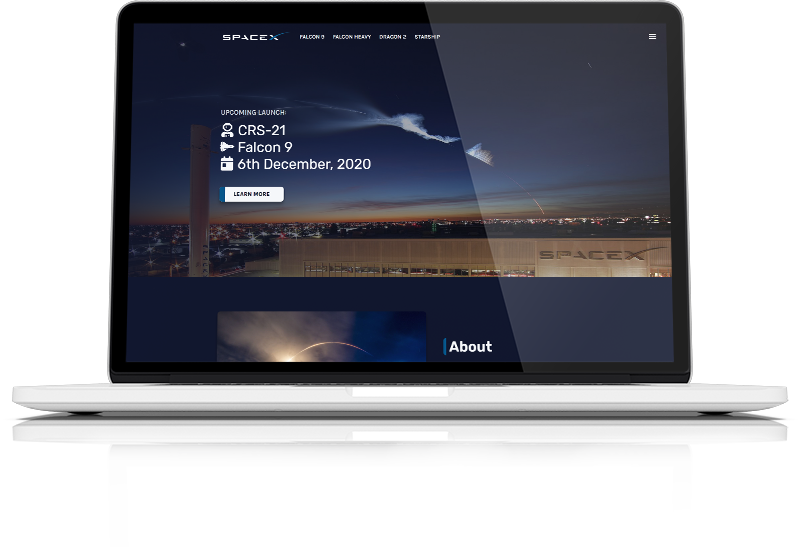 SPACEX FALCON 9 FALCON HEAVY DRAGON 2 STARSHIP
UPCOMING LAUNCH:
CRS-21
Falcon 9
6th December, 2020
LEARN MORE
SPACEX
About